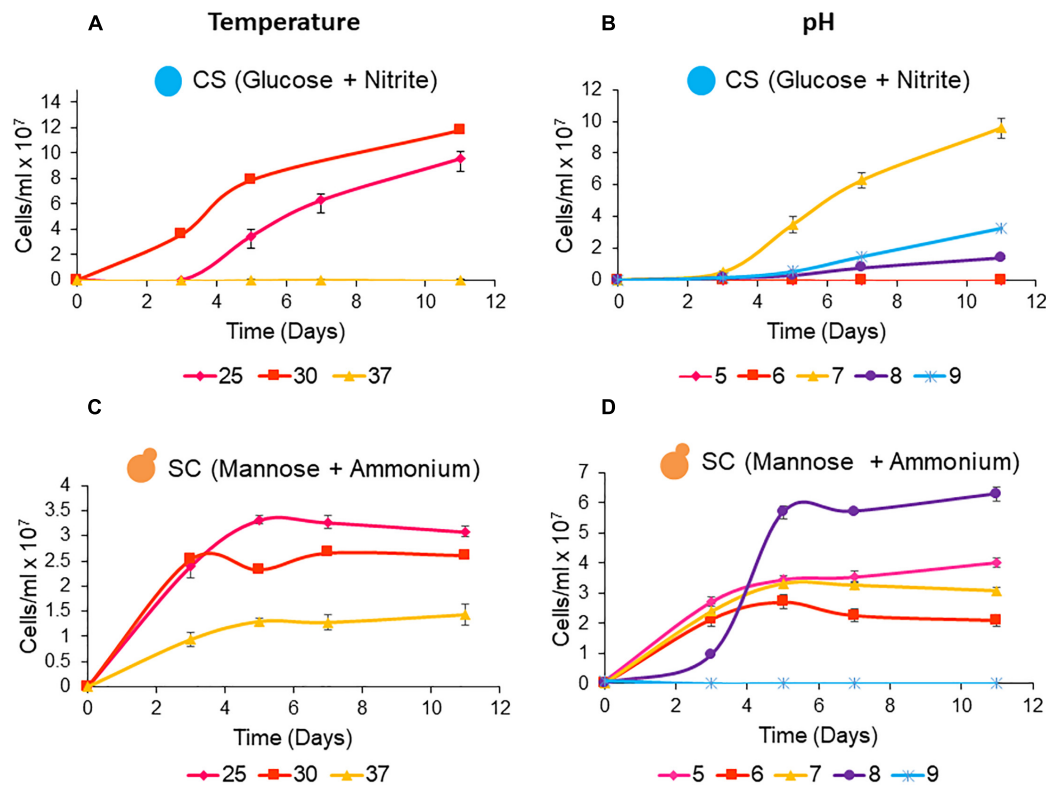 A Temperature
B pH
CS (Glucose + Nitrite)
CS (Glucose + Nitrite)
Cells/ml x 10⁷
14
12
10
8
6
4
2
0
0 2 4 6 8 10 12
Time (Days)
25 30 37
Cells/ml x 10⁷
12
10
8
6
4
2
0
0 2 4 6 8 10 12
Time (Days)
5 6 7 8 9
C
D
SC (Mannose + Ammonium)
SC (Mannose + Ammonium)
Cells/ml x 10⁷
4
3.5
3
2.5
2
1.5
1
0.5
0
0 2 4 6 8 10 12
Time (Days)
25 30 37
Cells/ml x 10⁷
7
6
5
4
3
2
1
0
0 2 4 6 8 10 12
Time (Days)
5 6 7 8 9